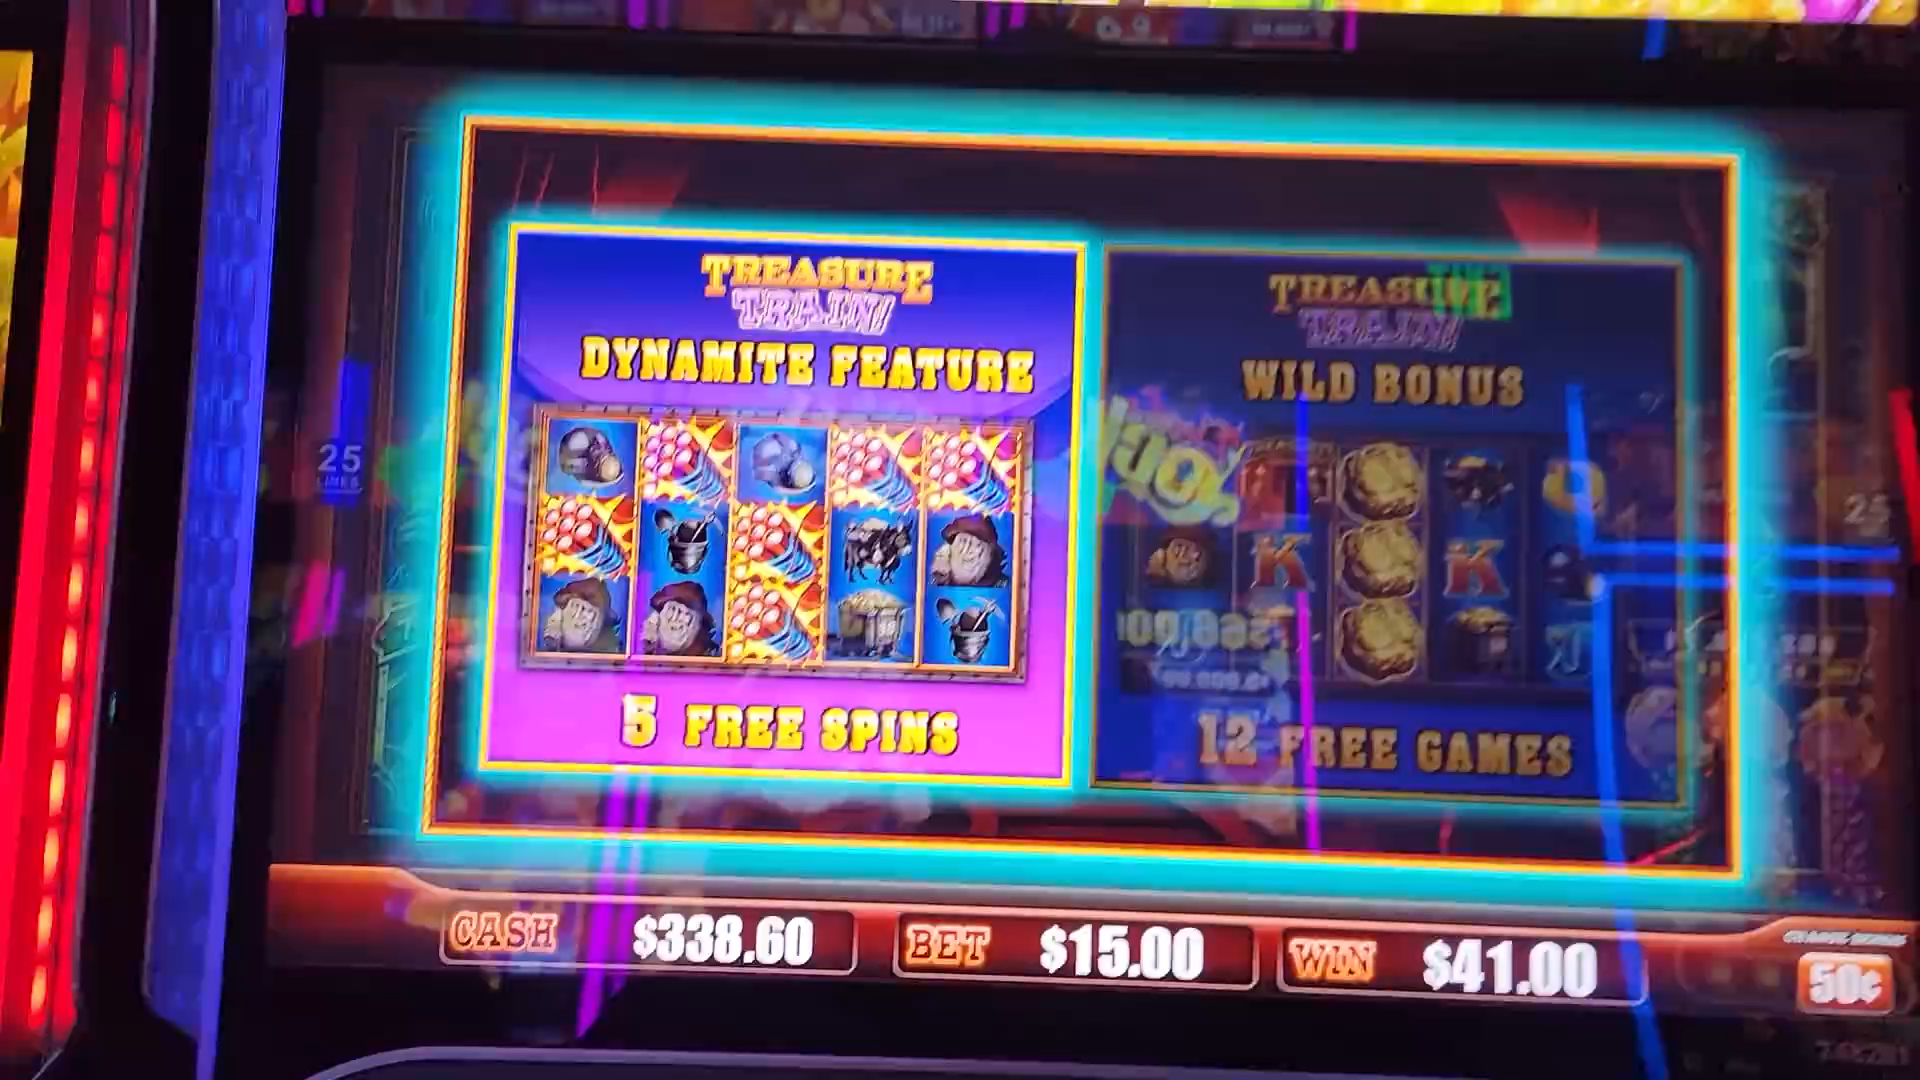 TREASURE
TRAIN!
DYNAMITE FEATURE
5 FREE SPINS
TREASURE
TRAIN!
WILD BONUS
K K
12 FREE GAMES
25
LINES
25
CASH $338.60 BET $15.00 WIN $41.00
50¢